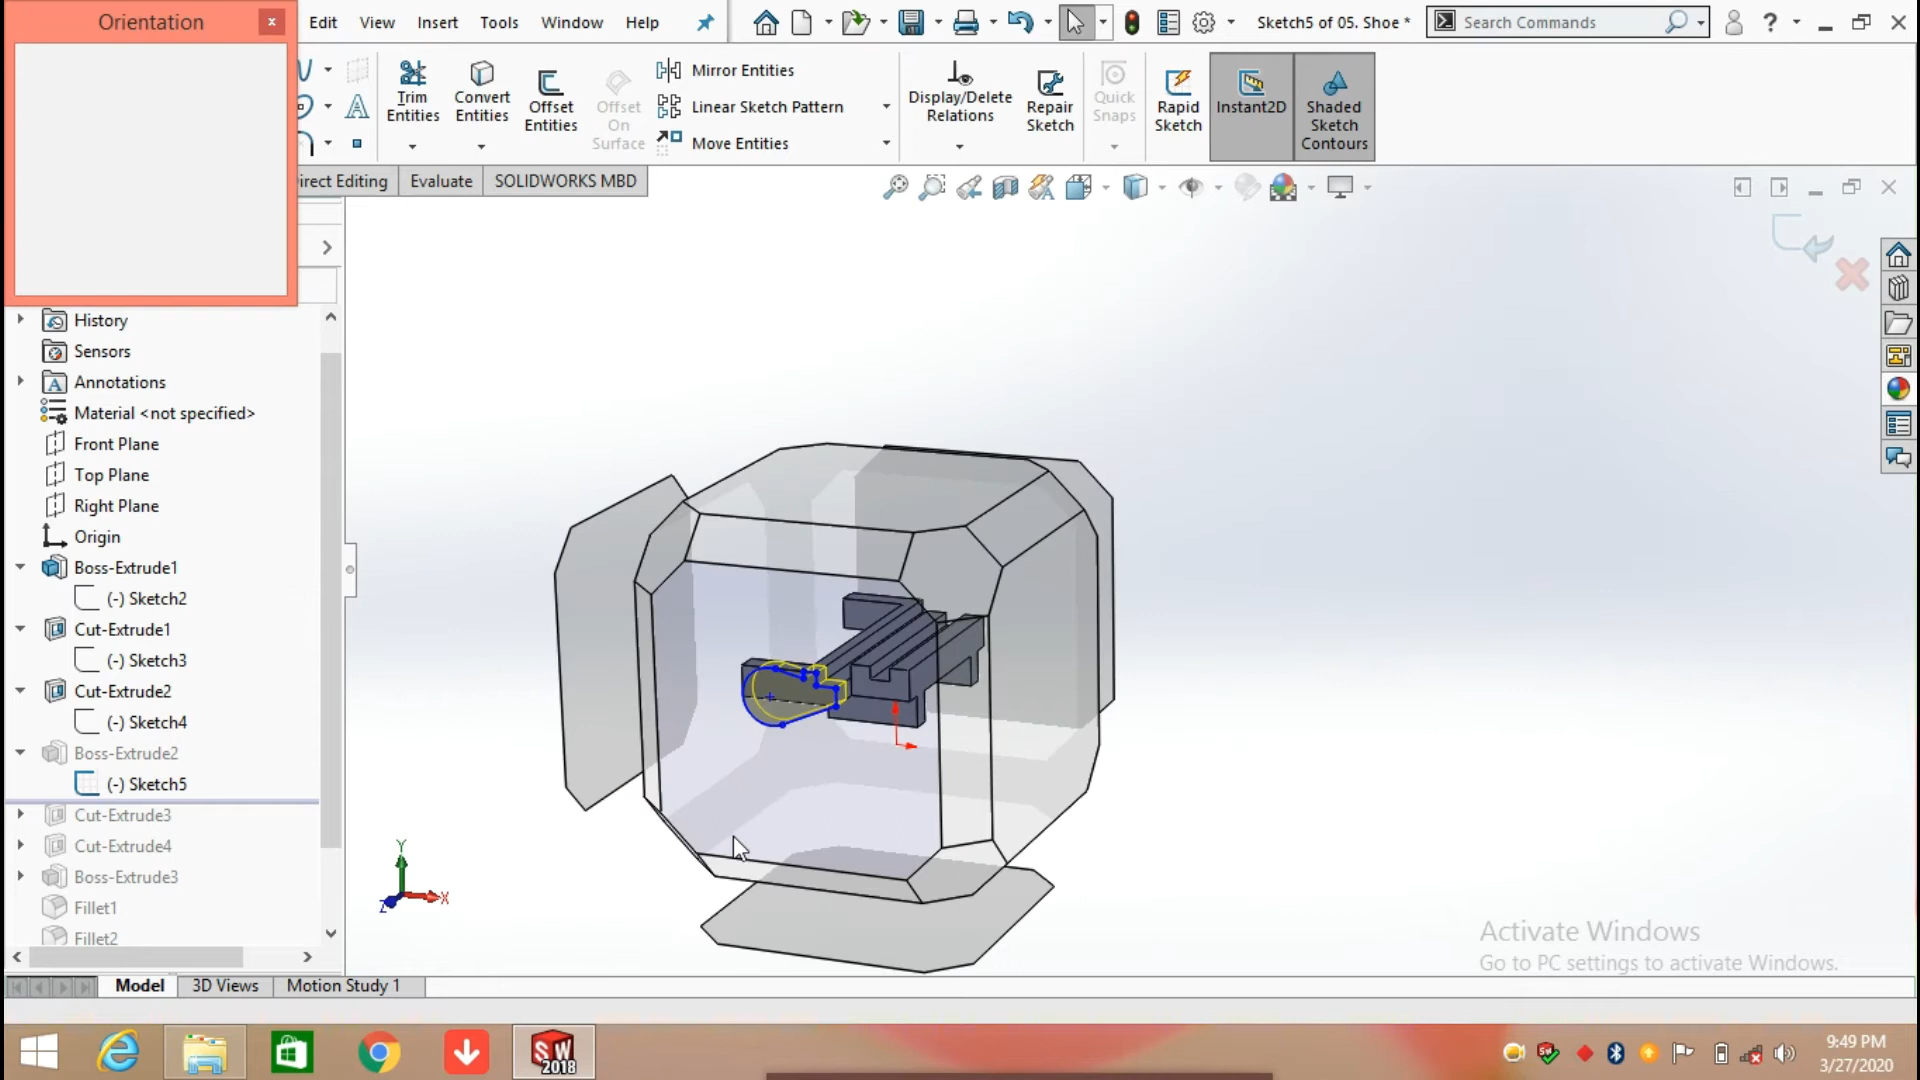 Orientation
x
Edit View Insert Tools Window Help
Sketch5 of 05. Shoe *
Search Commands
?
Trim Entities
Convert Entities
Offset Entities
Offset On Surface
Mirror Entities
Linear Sketch Pattern
Move Entities
Display/Delete Relations
Repair Sketch
Quick Snaps
Rapid Sketch
Instant2D
Shaded Sketch Contours
irect Editing
Evaluate
SOLIDWORKS MBD
History
Sensors
Annotations
Material <not specified>
Front Plane
Top Plane
Right Plane
Origin
Boss-Extrude1
(-) Sketch2
Cut-Extrude1
(-) Sketch3
Cut-Extrude2
(-) Sketch4
Boss-Extrude2
(-) Sketch5
Cut-Extrude3
Cut-Extrude4
Boss-Extrude3
Fillet1
Fillet2
Y
X
Z
Activate Windows
Go to PC settings to activate Windows.
Model
3D Views
Motion Study 1
SW
2018
9:49 PM
3/27/2020